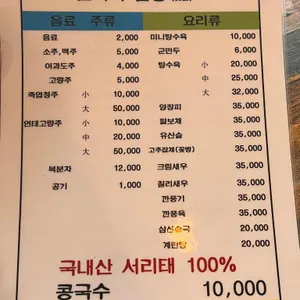 음료 주류
음료 2,000
소주,맥주 5,000
이과도주 4,000
고량주 5,000
죽엽청주 小 10,000
大 50,000
연태고량주 小 10,000
中 20,000
大 50,000
복분자 12,000
공기 1,000
요리류
미니탕수육 10,000
군만두 6,000
탕수육 小 20,000
中 25,000
大 32,000
양장피 35,000
팔보채 35,000
유산슬 35,000
고추잡채(꽃빵) 35,000
크림새우 35,000
칠리새우 35,000
깐풍기 35,000
깐풍육 35,000
삼선술국 20,000
계란탕 20,000
국내산 서리태 100%
콩국수 10,000